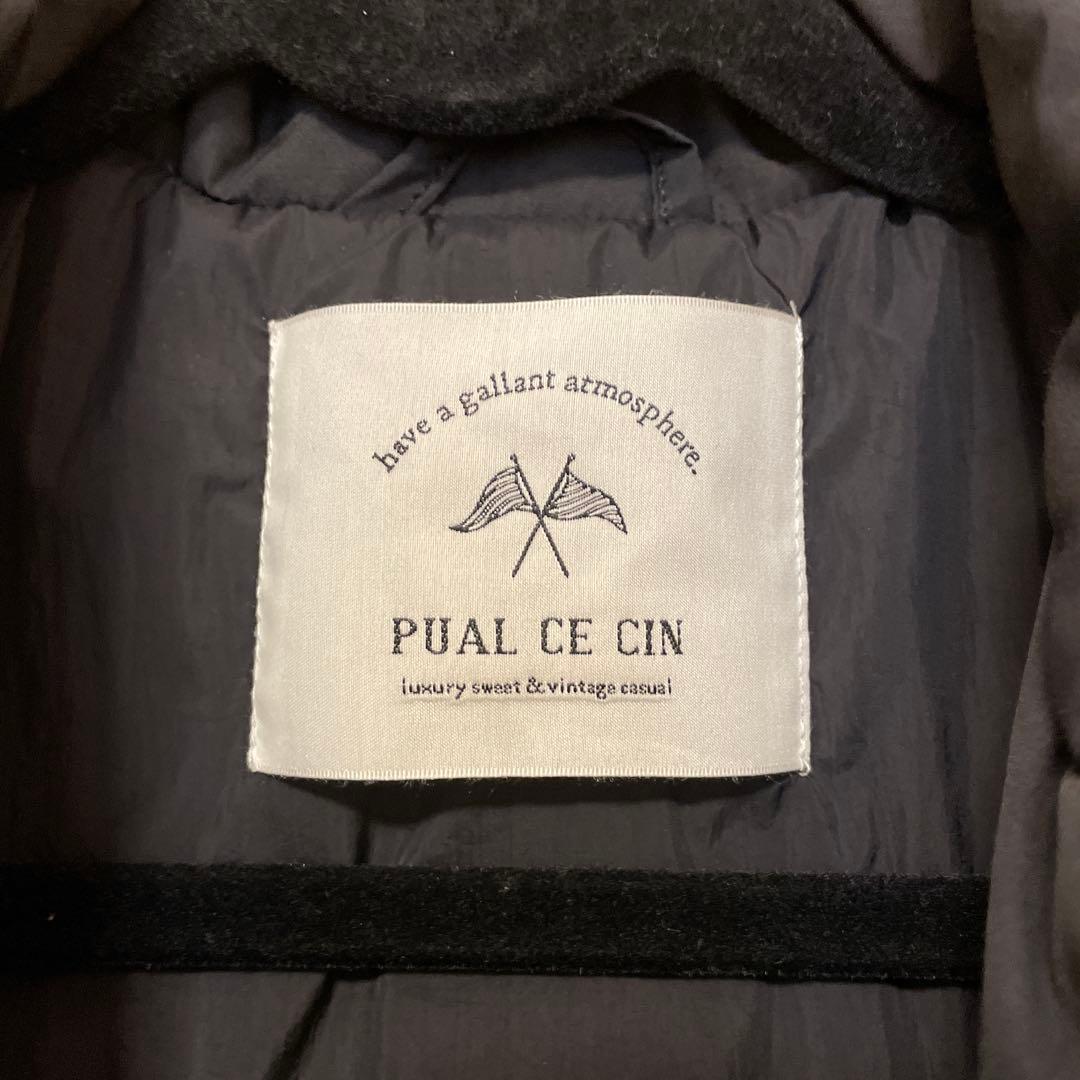 have a gallant atmosphere.
PUAL CE CIN
luxury sweet & vintage casual